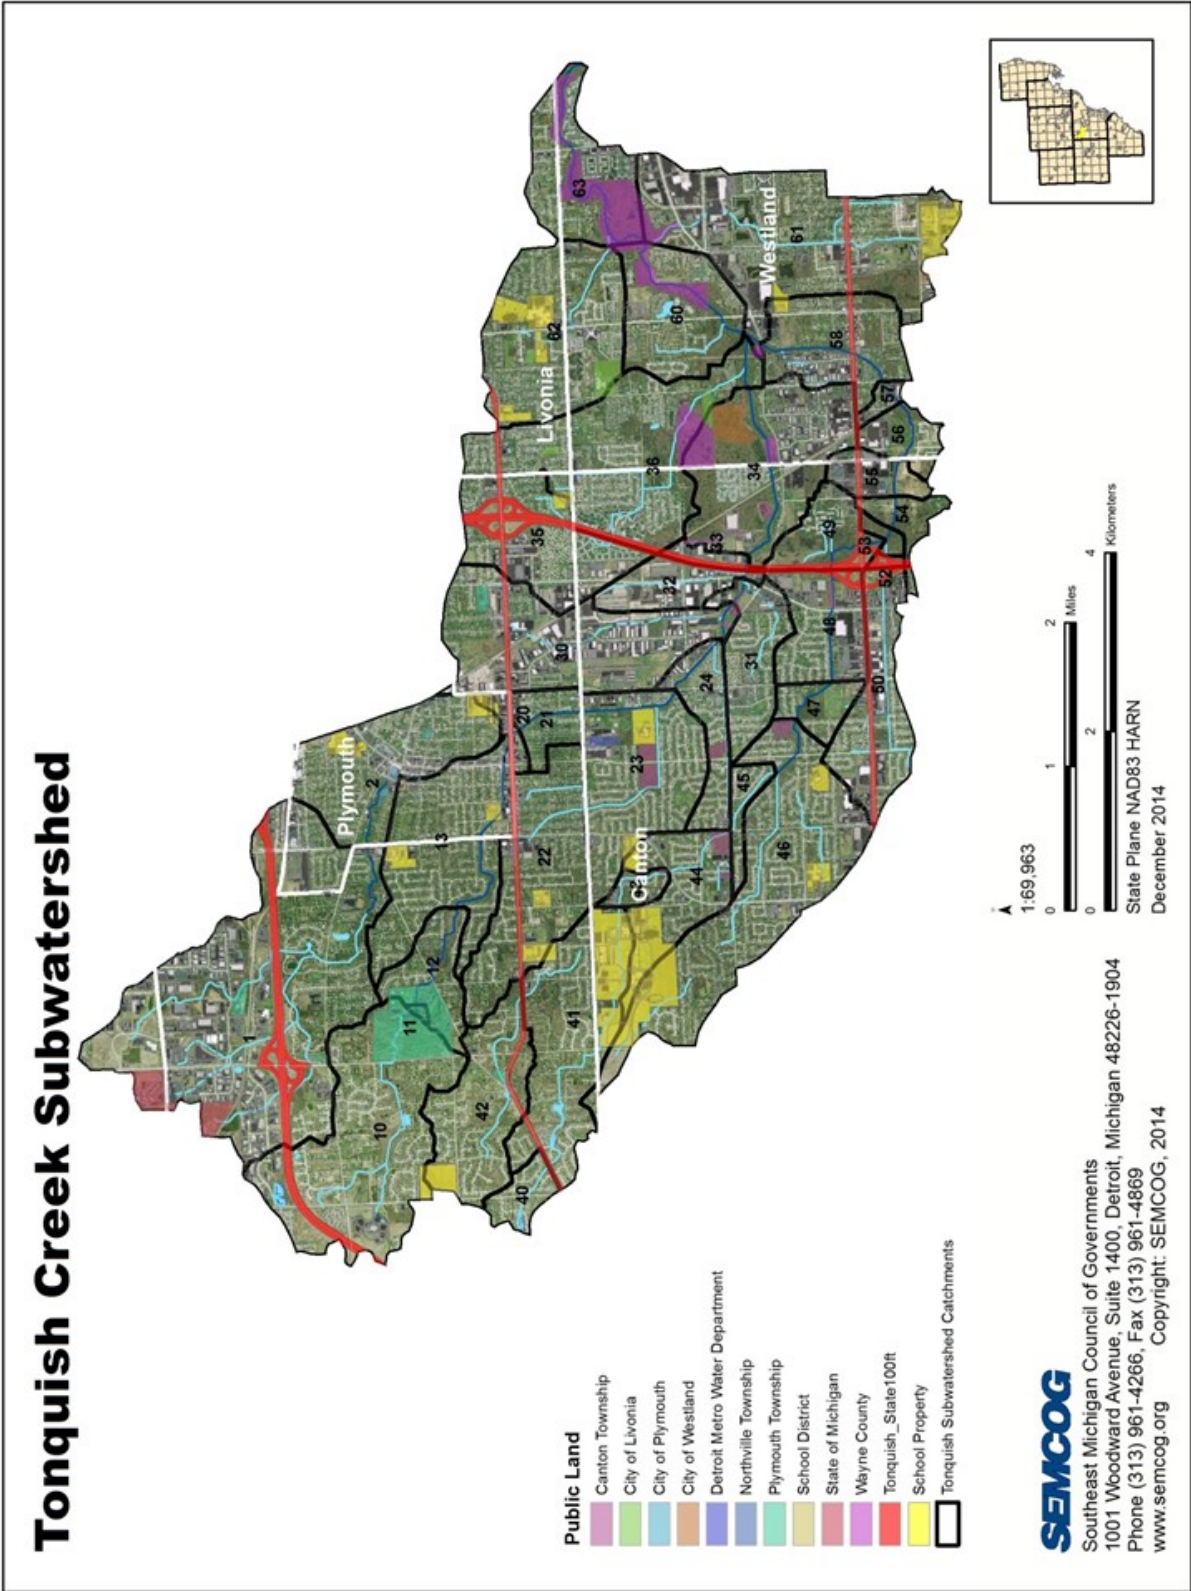 Tonquish Creek Subwatershed
Plymouth
Livonia
Canton
Westland
1
2
10
11
12
13
20
21
22
23
24
30
31
32
33
34
35
36
40
41
42
44
45
46
47
48
49
50
52
53
54
55
56
57
58
60
61
62
63
Public Land
Canton Township
City of Livonia
City of Plymouth
City of Westland
Detroit Metro Water Department
Northville Township
Plymouth Township
School District
State of Michigan
Wayne County
Tonquish_State100ft
School Property
Tonquish Subwatershed Catchments
SEMCOG
Southeast Michigan Council of Governments
1001 Woodward Avenue, Suite 1400, Detroit, Michigan 48226-1904
Phone (313) 961-4266, Fax (313) 961-4869
www.semcog.org Copyright: SEMCOG, 2014
1:69,963
0 1 2
Miles
0 2 4
Kilometers
State Plane NAD83 HARN
December 2014